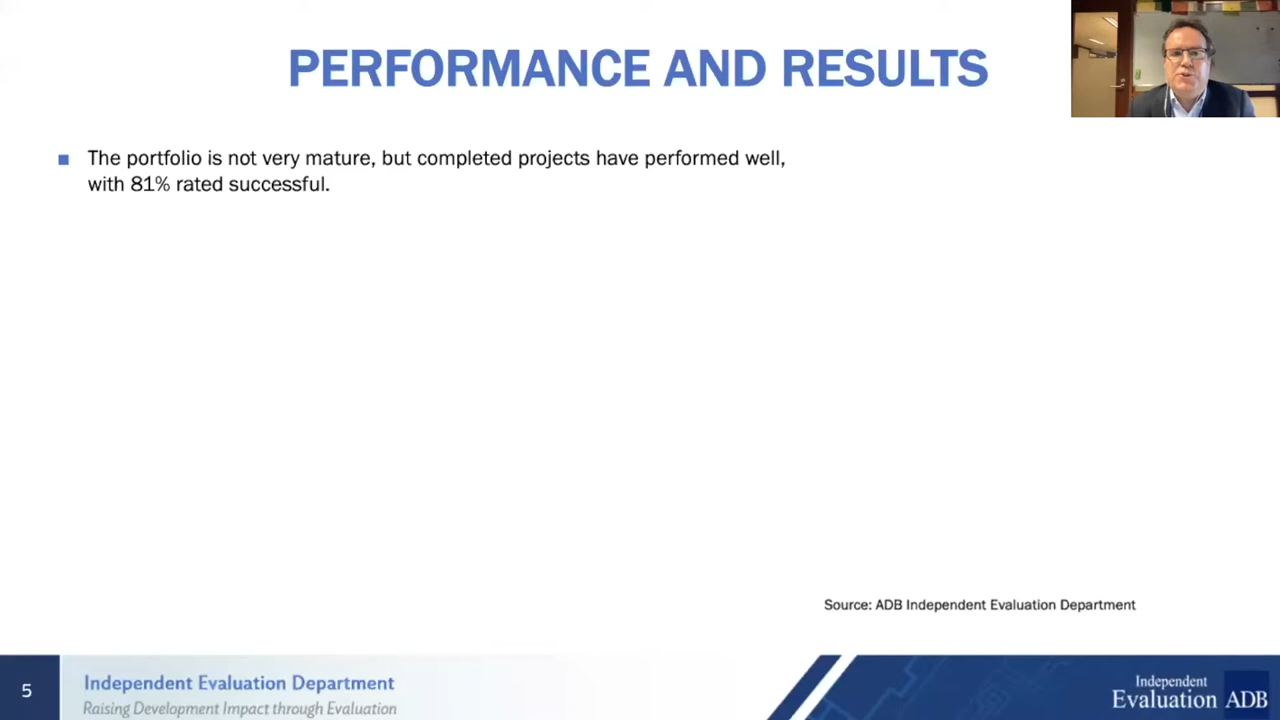 PERFORMANCE AND RESULTS
The portfolio is not very mature, but completed projects have performed well,
with 81% rated successful.
Source: ADB Independent Evaluation Department
5
Independent Evaluation Department
Raising Development Impact through Evaluation
Independent
Evaluation ADB